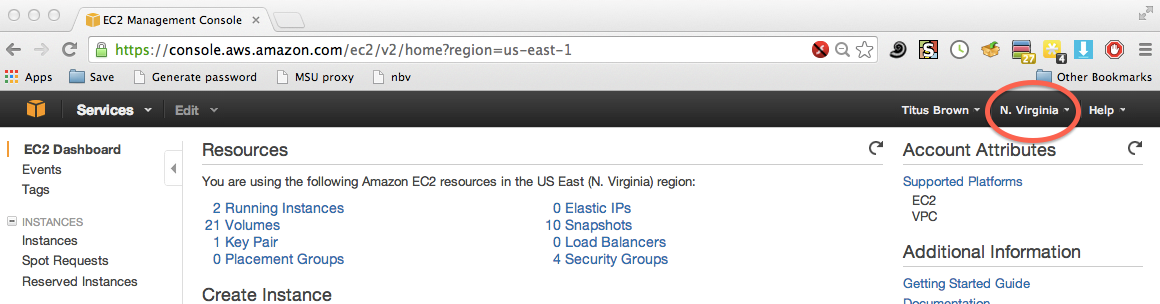 EC2 Management Console
https://console.aws.amazon.com/ec2/v2/home?region=us-east-1
27 4
Apps Save Generate password MSU proxy nbv Other Bookmarks
Services Edit Titus Brown N. Virginia Help
EC2 Dashboard
Events
Tags
INSTANCES
Instances
Spot Requests
Reserved Instances
Resources
You are using the following Amazon EC2 resources in the US East (N. Virginia) region:
2 Running Instances 0 Elastic IPs
21 Volumes 10 Snapshots
1 Key Pair 0 Load Balancers
0 Placement Groups 4 Security Groups
Create Instance
Account Attributes
Supported Platforms
EC2
VPC
Additional Information
Getting Started Guide
Documentation